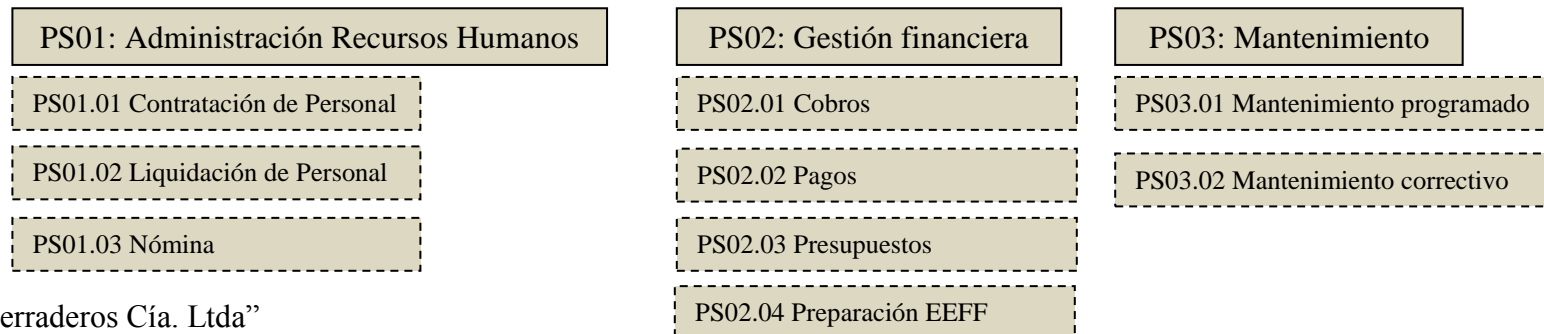 PS01: Administración Recursos Humanos
PS01.01 Contratación de Personal
PS01.02 Liquidación de Personal
PS01.03 Nómina
PS02: Gestión financiera
PS02.01 Cobros
PS02.02 Pagos
PS02.03 Presupuestos
PS02.04 Preparación EEFF
PS03: Mantenimiento
PS03.01 Mantenimiento programado
PS03.02 Mantenimiento correctivo
erraderos Cía. Ltda”